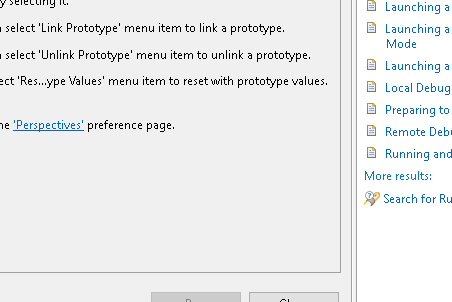 y selecting it.
select 'Link Prototype' menu item to link a prototype.
select 'Unlink Prototype' menu item to unlink a prototype.
ect 'Res...ype Values' menu item to reset with prototype values.
he 'Perspectives' preference page.
Launching a
Launching a
Mode
Launching a
Local Debug
Preparing to
Remote Deb
Running and
More results:
Search for Ru